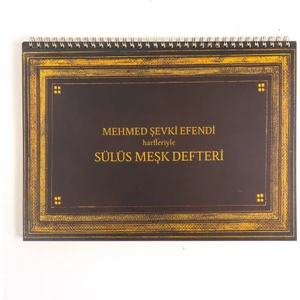 MEHMED ŞEVKİ EFENDİ
harfleriyle
SÜLÜS MEŞK DEFTERİ